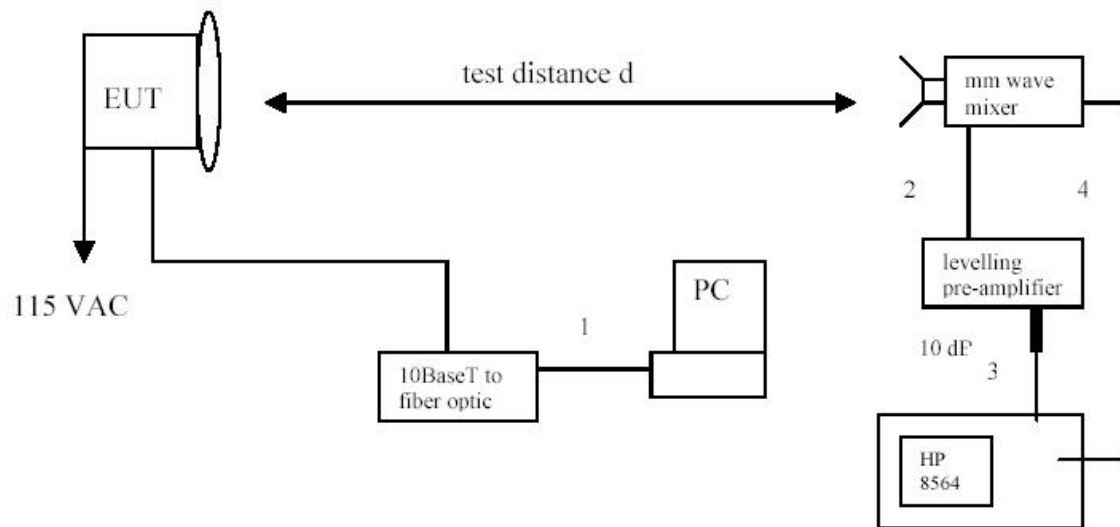 EUT
test distance d
mm wave
mixer
2
4
115 VAC
levelling
pre-amplifier
PC
1
10 dP
3
10BaseT to
fiber optic
HP
8564